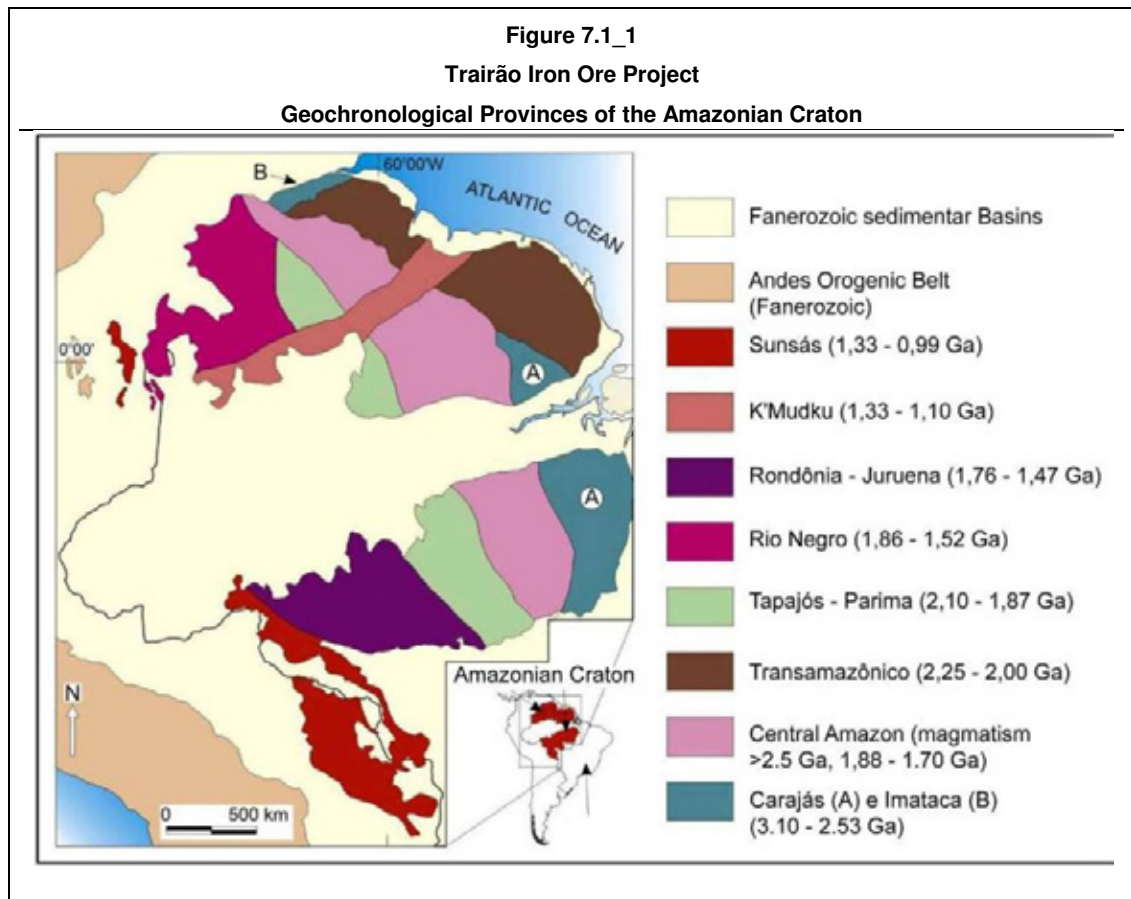 Figure 7.1_1
Trairão Iron Ore Project
Geochronological Provinces of the Amazonian Craton
60°00'W
B
ATLANTIC OCEAN
0°00'
A
A
N
0 500 km
Amazonian Craton
Fanerozoic sedimentar Basins
Andes Orogenic Belt
(Fanerozoic)
Sunsás (1,33 - 0,99 Ga)
K'Mudku (1,33 - 1,10 Ga)
Rondônia - Juruena (1,76 - 1,47 Ga)
Rio Negro (1,86 - 1,52 Ga)
Tapajós - Parima (2,10 - 1,87 Ga)
Transamazônico (2,25 - 2,00 Ga)
Central Amazon (magmatism
>2.5 Ga, 1,88 - 1.70 Ga)
Carajás (A) e Imataca (B)
(3.10 - 2.53 Ga)